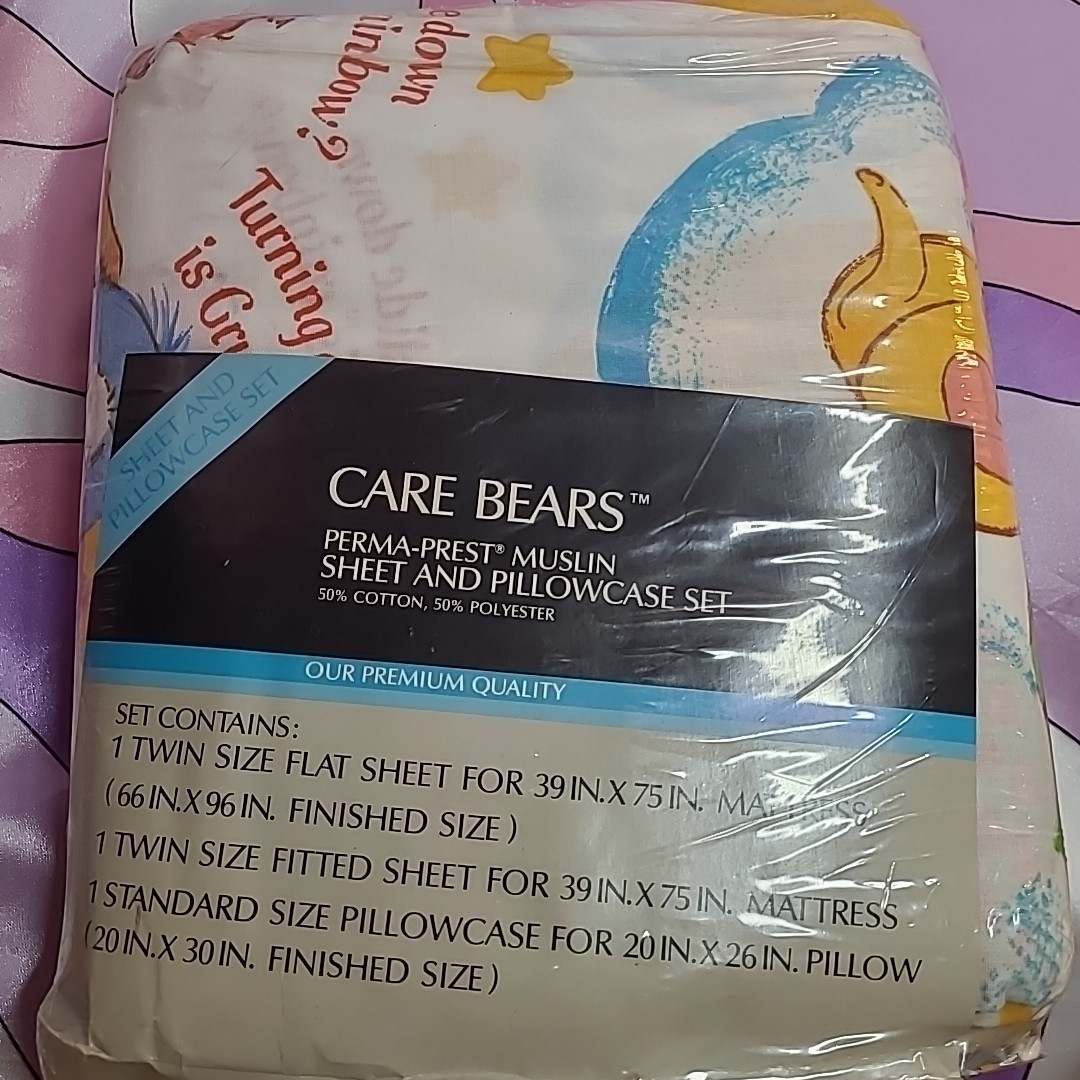 down
inbow?
Turning
is Gr
SHEET AND
PILLOWCASE SET
CARE BEARS™
PERMA-PREST® MUSLIN
SHEET AND PILLOWCASE SET
50% COTTON, 50% POLYESTER
OUR PREMIUM QUALITY
SET CONTAINS:
1 TWIN SIZE FLAT SHEET FOR 39 IN. X 75 IN. MATTRESS
(66 IN. X 96 IN. FINISHED SIZE)
1 TWIN SIZE FITTED SHEET FOR 39 IN. X 75 IN. MATTRESS
1 STANDARD SIZE PILLOWCASE FOR 20 IN. X 26 IN. PILLOW
(20 IN. X 30 IN. FINISHED SIZE)